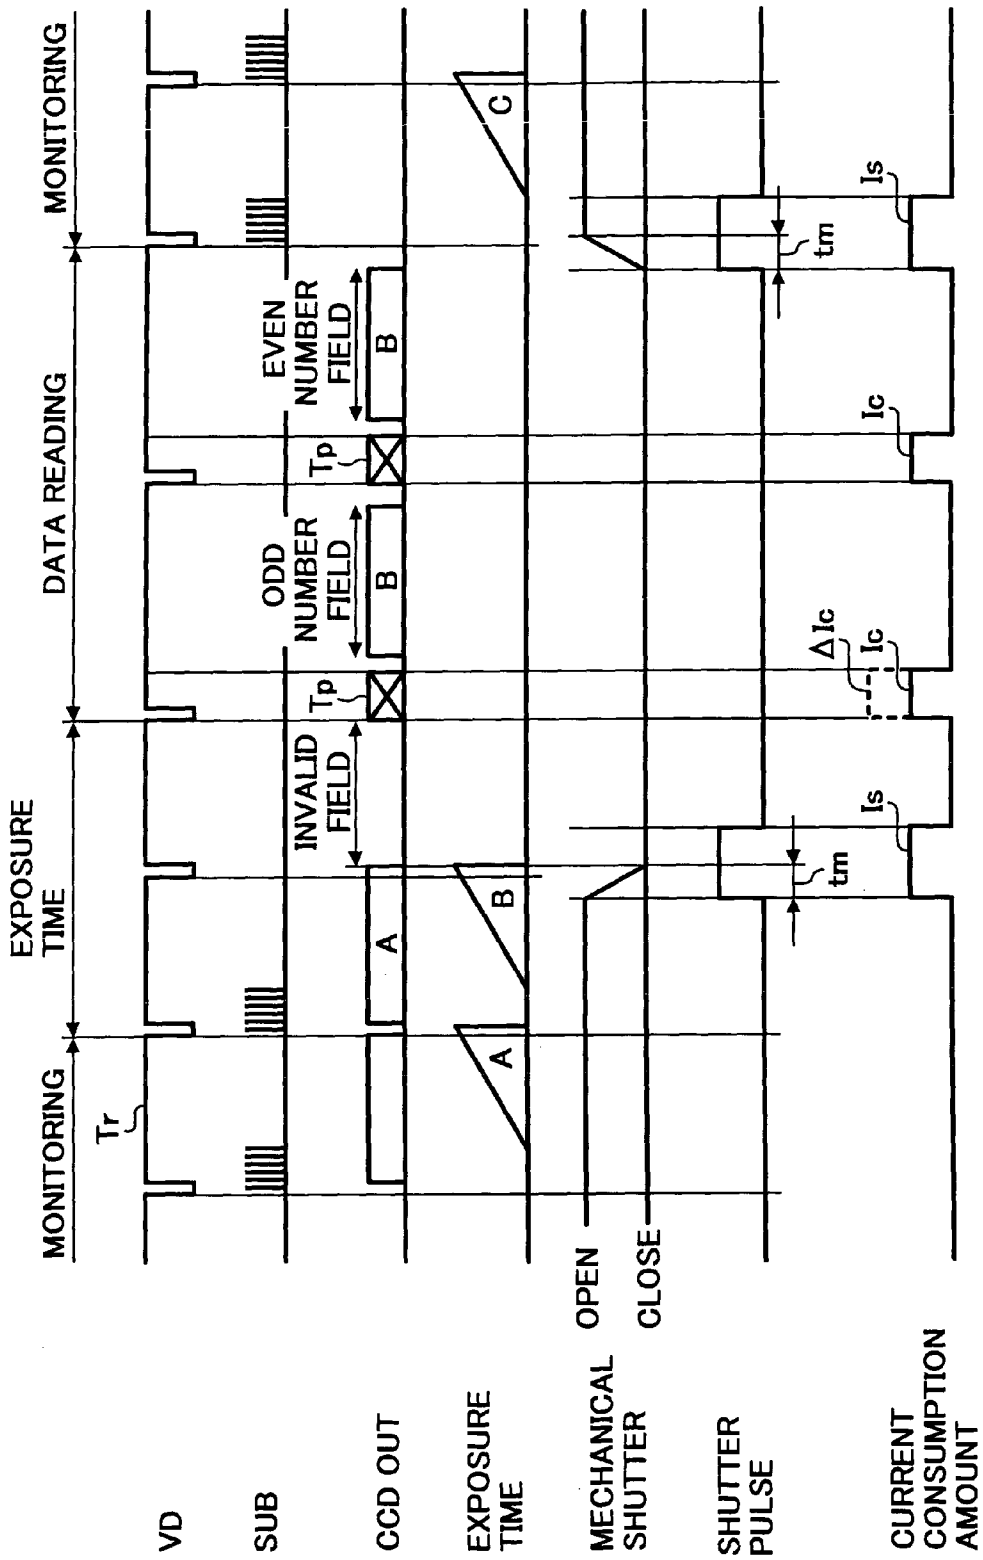 MONITORING
EXPOSURE
TIME
DATA READING
MONITORING
VD
Tr
SUB
CCD OUT
A
INVALID
FIELD
Tp
ODD
NUMBER
FIELD
B
Tp
EVEN
NUMBER
FIELD
B
EXPOSURE
TIME
A
B
C
MECHANICAL
SHUTTER
OPEN
CLOSE
SHUTTER
PULSE
tm
tm
CURRENT
CONSUMPTION
AMOUNT
Is
ΔIc
Ic
Ic
Is